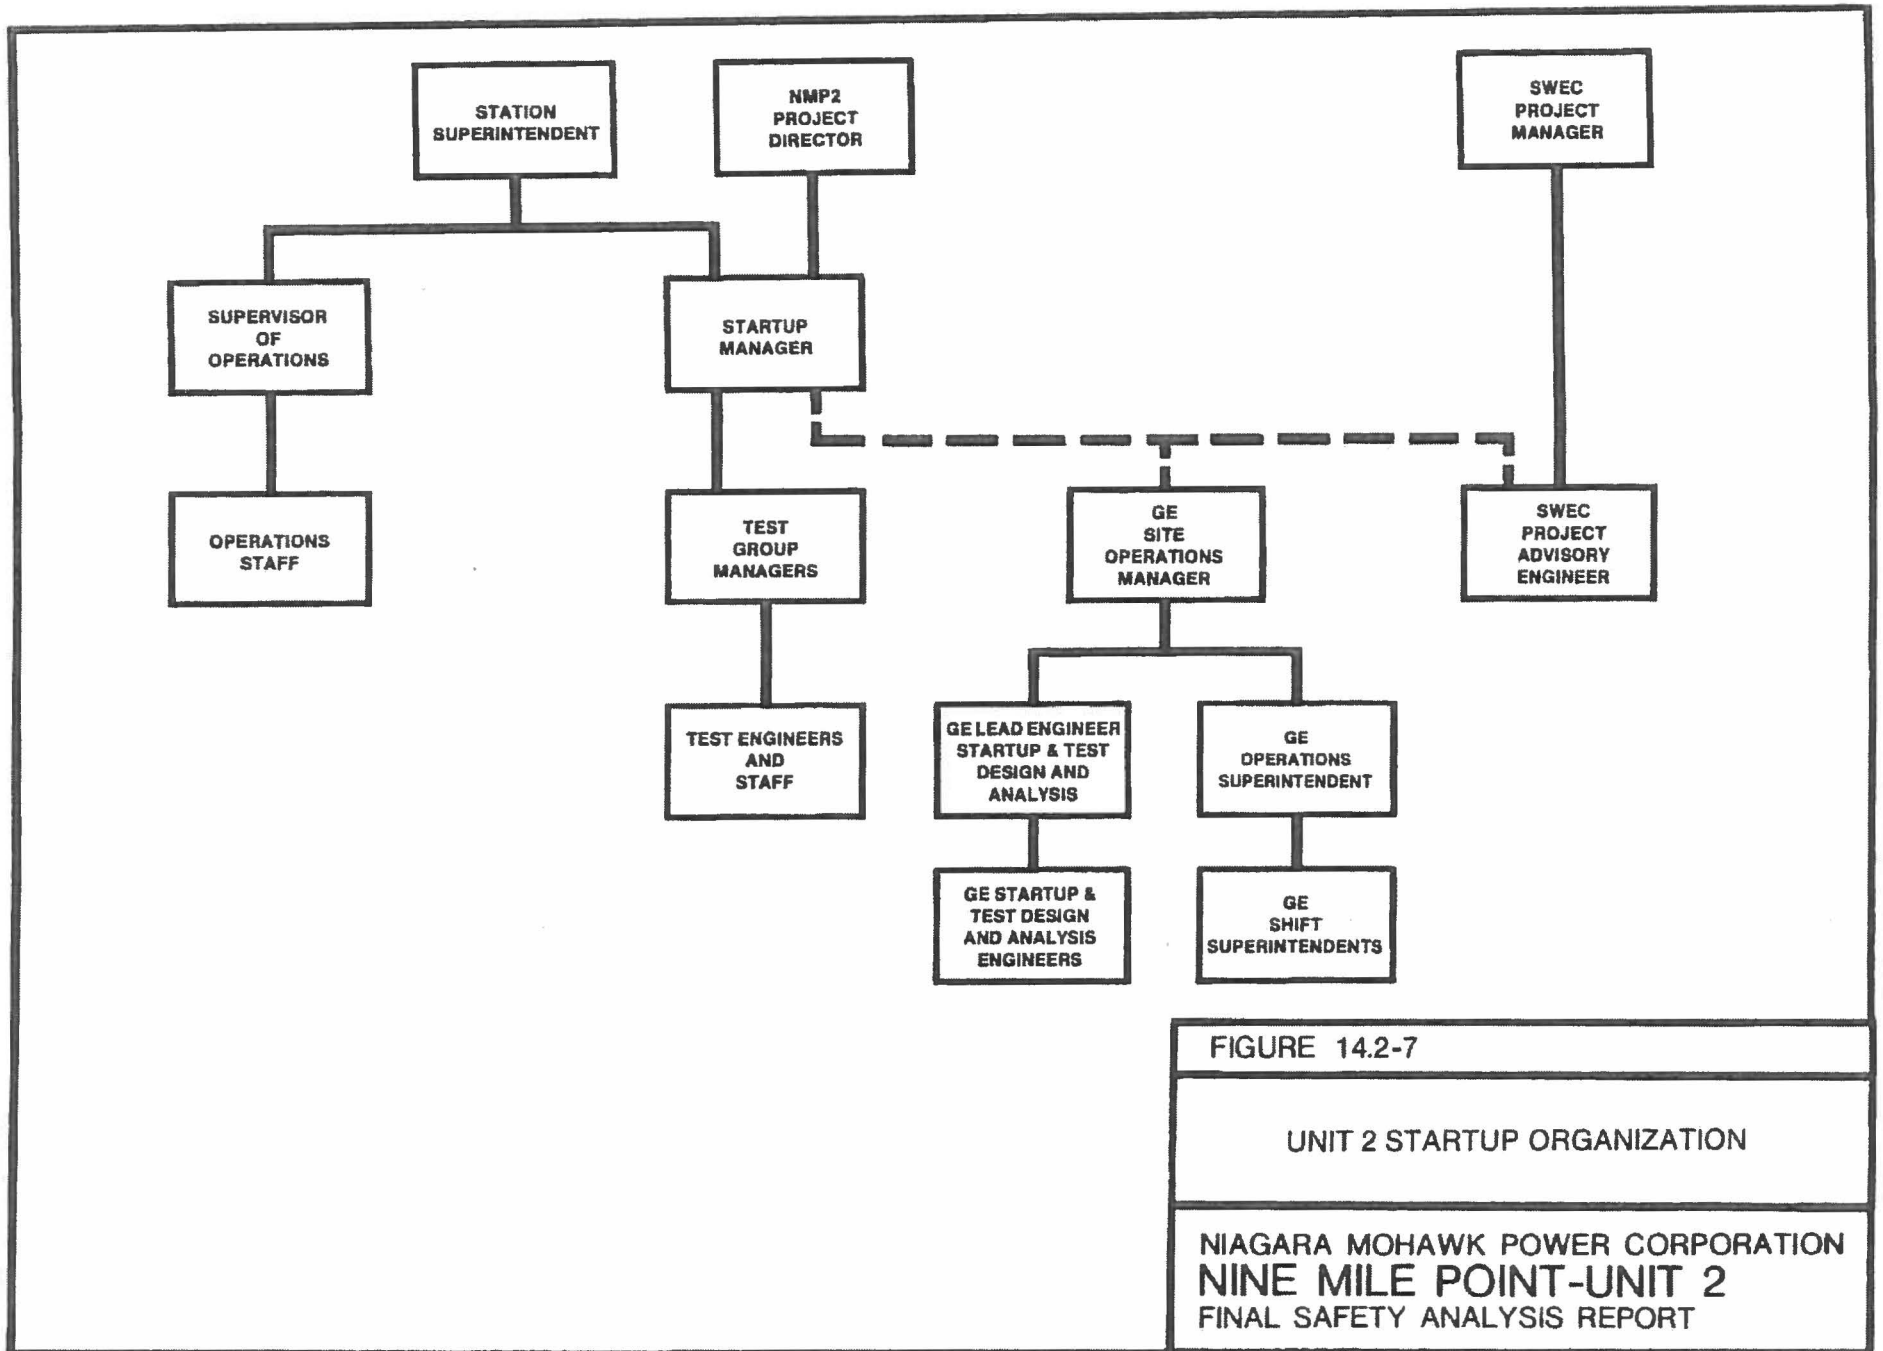 STATION
SUPERINTENDENT
NMP2
PROJECT
DIRECTOR
SWEC
PROJECT
MANAGER
SUPERVISOR
OF
OPERATIONS
STARTUP
MANAGER
OPERATIONS
STAFF
TEST
GROUP
MANAGERS
GE
SITE
OPERATIONS
MANAGER
SWEC
PROJECT
ADVISORY
ENGINEER
TEST ENGINEERS
AND
STAFF
GE LEAD ENGINEER
STARTUP & TEST
DESIGN AND
ANALYSIS
GE
OPERATIONS
SUPERINTENDENT
GE STARTUP &
TEST DESIGN
AND ANALYSIS
ENGINEERS
GE
SHIFT
SUPERINTENDENTS
FIGURE 14.2-7
UNIT 2 STARTUP ORGANIZATION
NIAGARA MOHAWK POWER CORPORATION
NINE MILE POINT-UNIT 2
FINAL SAFETY ANALYSIS REPORT